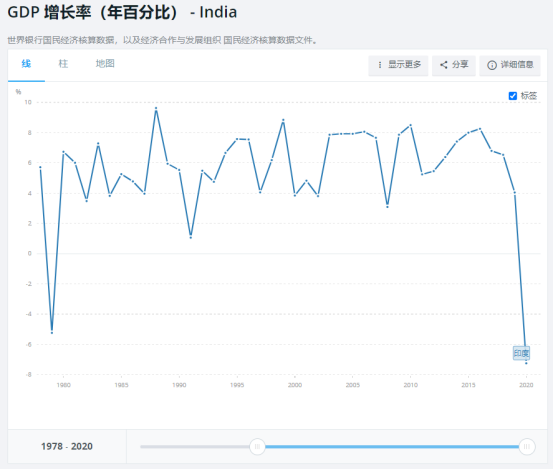 GDP 增长率（年百分比） - India
世界银行国民经济核算数据，以及经济合作与发展组织 国民经济核算数据文件。
线 柱 地图 显示更多 分享 详细信息
% 标签
10
8
6
4
2
0
-2
-4
-6
印度
-8
1980 1985 1990 1995 2000 2005 2010 2015 2020
1978 - 2020